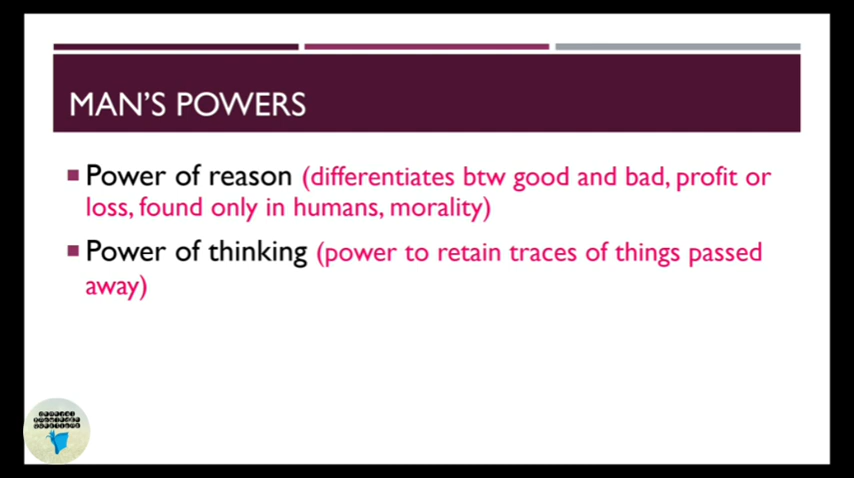 MAN'S POWERS
Power of reason (differentiates btw good and bad, profit or
loss, found only in humans, morality)
Power of thinking (power to retain traces of things passed
away)